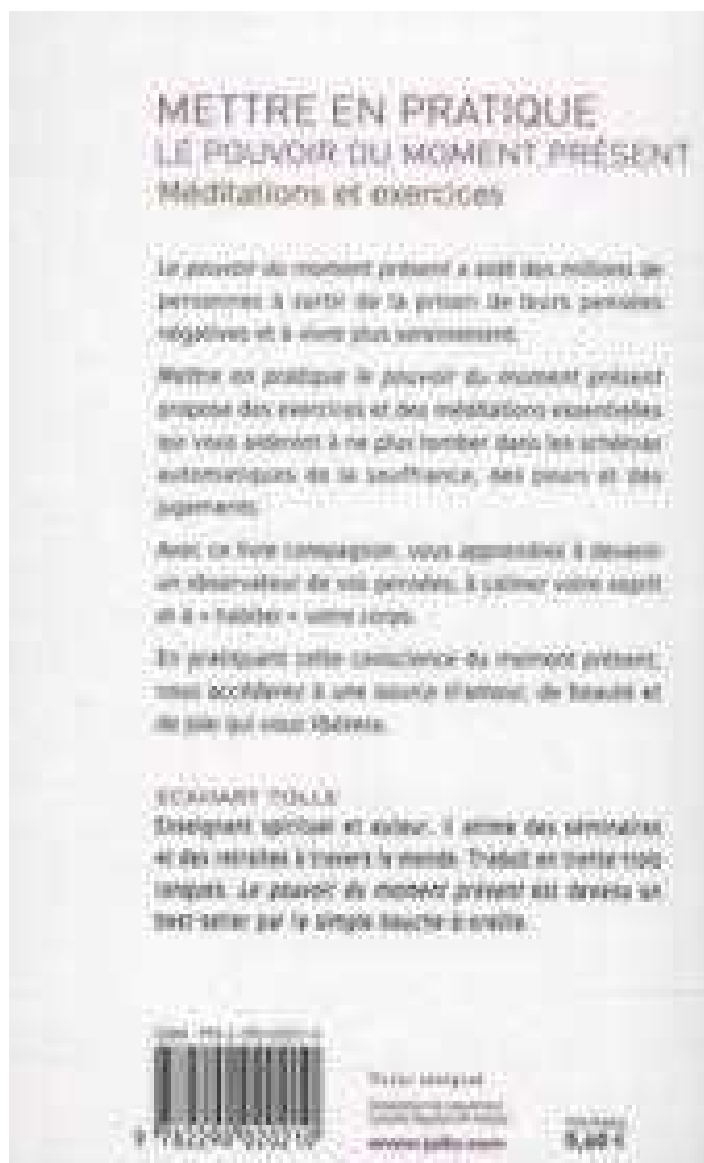 METTRE EN PRATIQUE
LE POUVOIR DU MOMENT PRÉSENT
Méditations et exercices
Le pouvoir du moment présent a aidé des millions de
personnes à sortir de la prison de leurs pensées
négatives et à vivre plus sereinement.
Mettre en pratique le pouvoir du moment présent
propose des exercices et des méditations essentielles
qui vous aideront à ne plus tomber dans les schémas
automatiques de la souffrance, des peurs et des
jugements.
Avec ce livre compagnon, vous apprendrez à devenir
un observateur de vos pensées, à calmer votre esprit
et à « habiter » votre corps.
En pratiquant cette conscience du moment présent,
vous accéderez à une source d'amour, de beauté et
de joie qui vous libérera.
ECKHART TOLLE
Enseignant spirituel et auteur, il anime des séminaires
et des retraites à travers le monde. Traduit en trente-trois
langues, Le pouvoir du moment présent est devenu un
best-seller par le simple bouche-à-oreille.
Texte intégral
9 782290 020210